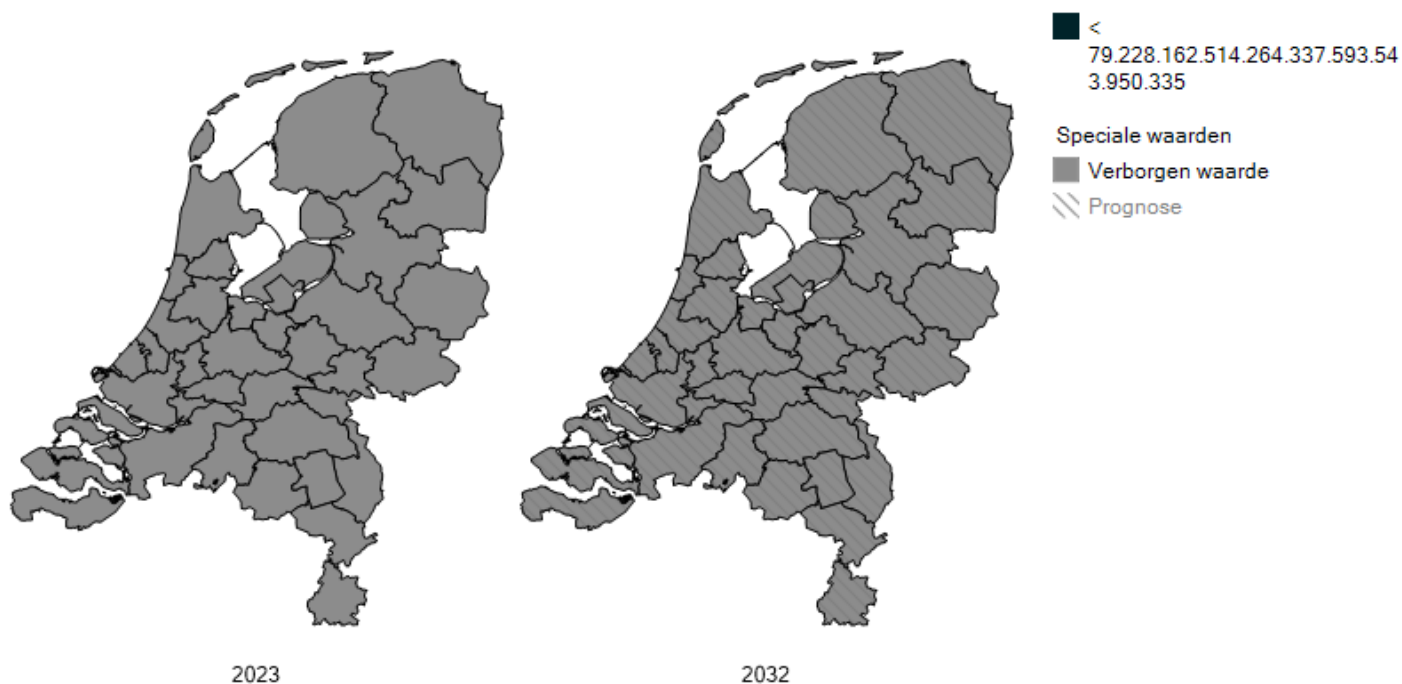 <
79.228.162.514.264.337.593.54
3.950.335
Speciale waarden
Verborgen waarde
Prognose
2023
2032